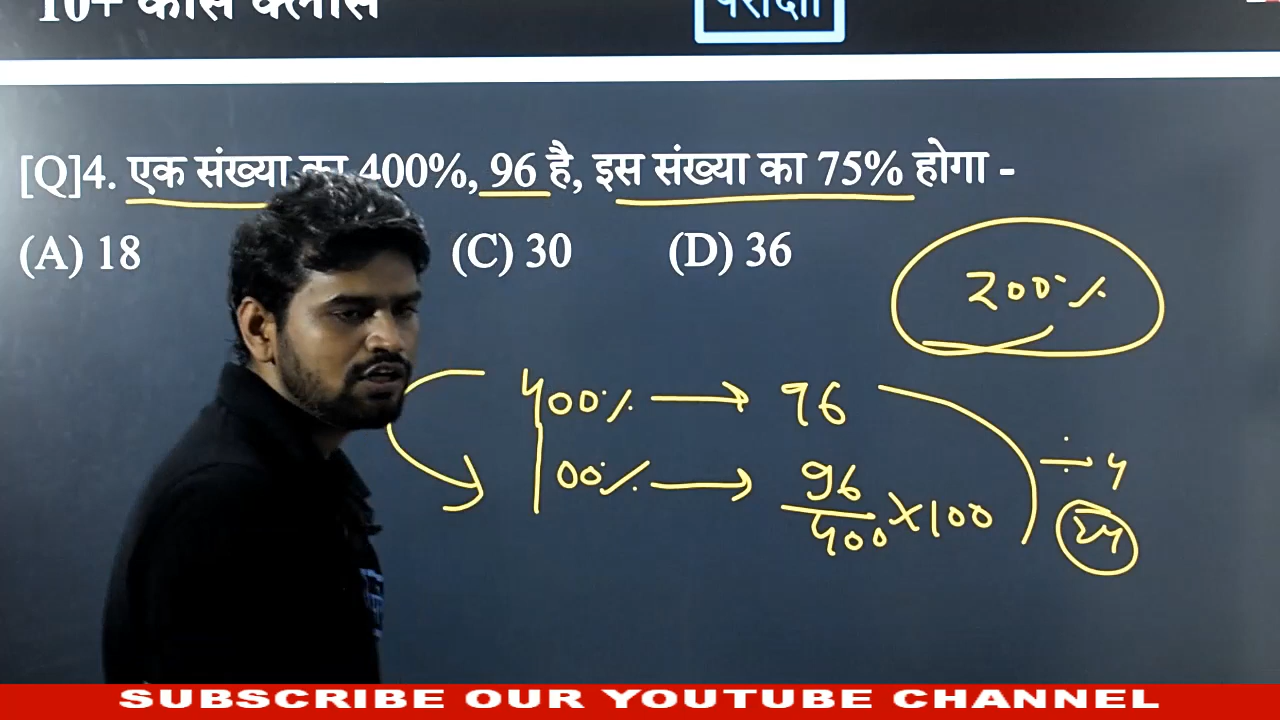 10+ क्रॉस क्लास
परीक्षा
[Q]4. एक संख्या का 400%, 96 है, इस संख्या का 75% होगा -
(A) 18 (C) 30 (D) 36
200%
400% → 96
100% → 96/400 × 100
÷ 4
24
SUBSCRIBE OUR YOUTUBE CHANNEL